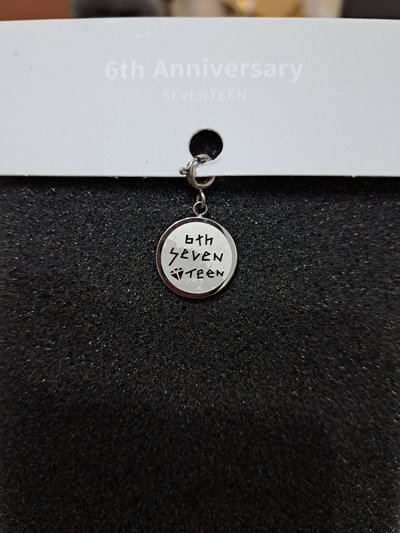 6th Anniversary
SEVENTEEN
6th
SEVEN
TEEN